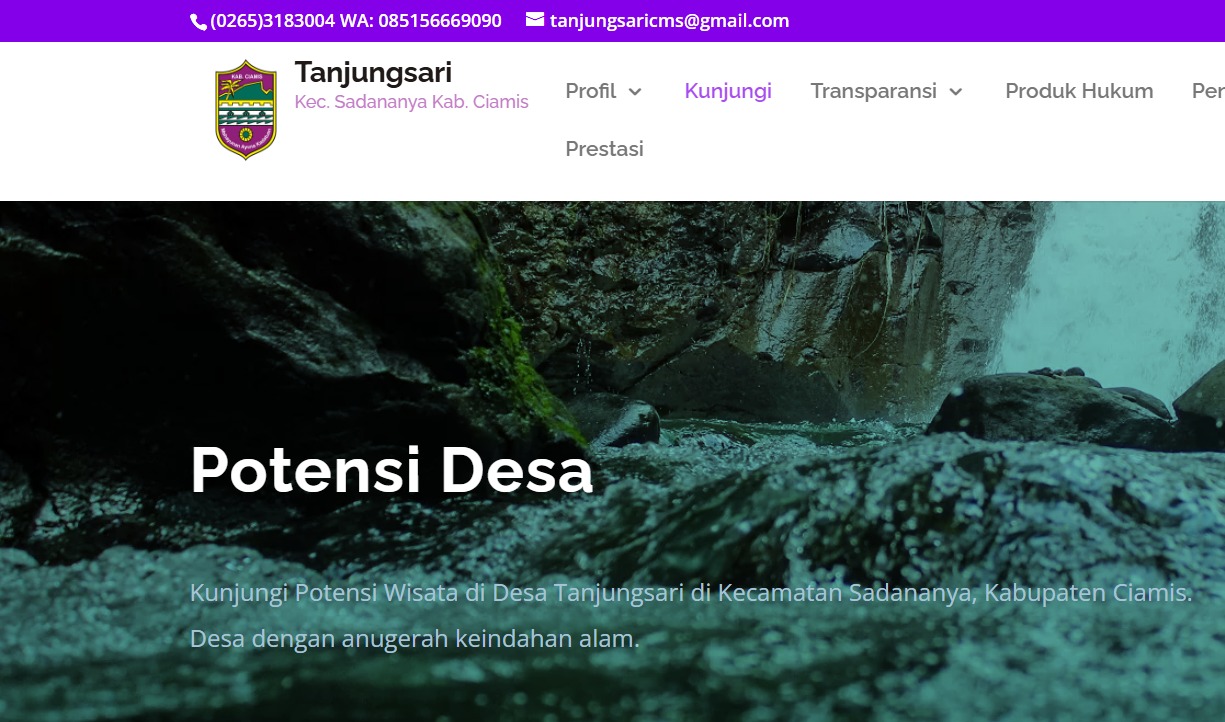 (0265)3183004 WA: 085156669090 tanjungsaricms@gmail.com
KAB. CIAMIS
Tanjungsari
Kec. Sadananya Kab. Ciamis
Profil Kunjungi Transparansi Produk Hukum Per
Prestasi
Potensi Desa
Kunjungi Potensi Wisata di Desa Tanjungsari di Kecamatan Sadananya, Kabupaten Ciamis.
Desa dengan anugerah keindahan alam.